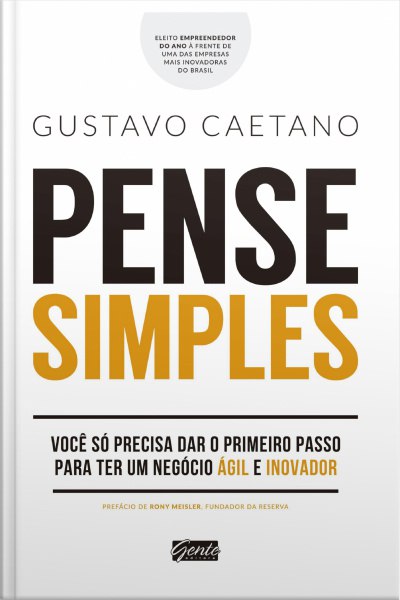 ELEITO EMPREENDEDOR
DO ANO À FRENTE DE
UMA DAS EMPRESAS
MAIS INOVADORAS
DO BRASIL
GUSTAVO CAETANO
PENSE
SIMPLES
VOCÊ SÓ PRECISA DAR O PRIMEIRO PASSO
PARA TER UM NEGÓCIO ÁGIL E INOVADOR
PREFÁCIO DE RONY MEISLER, FUNDADOR DA RESERVA
Gente
editora